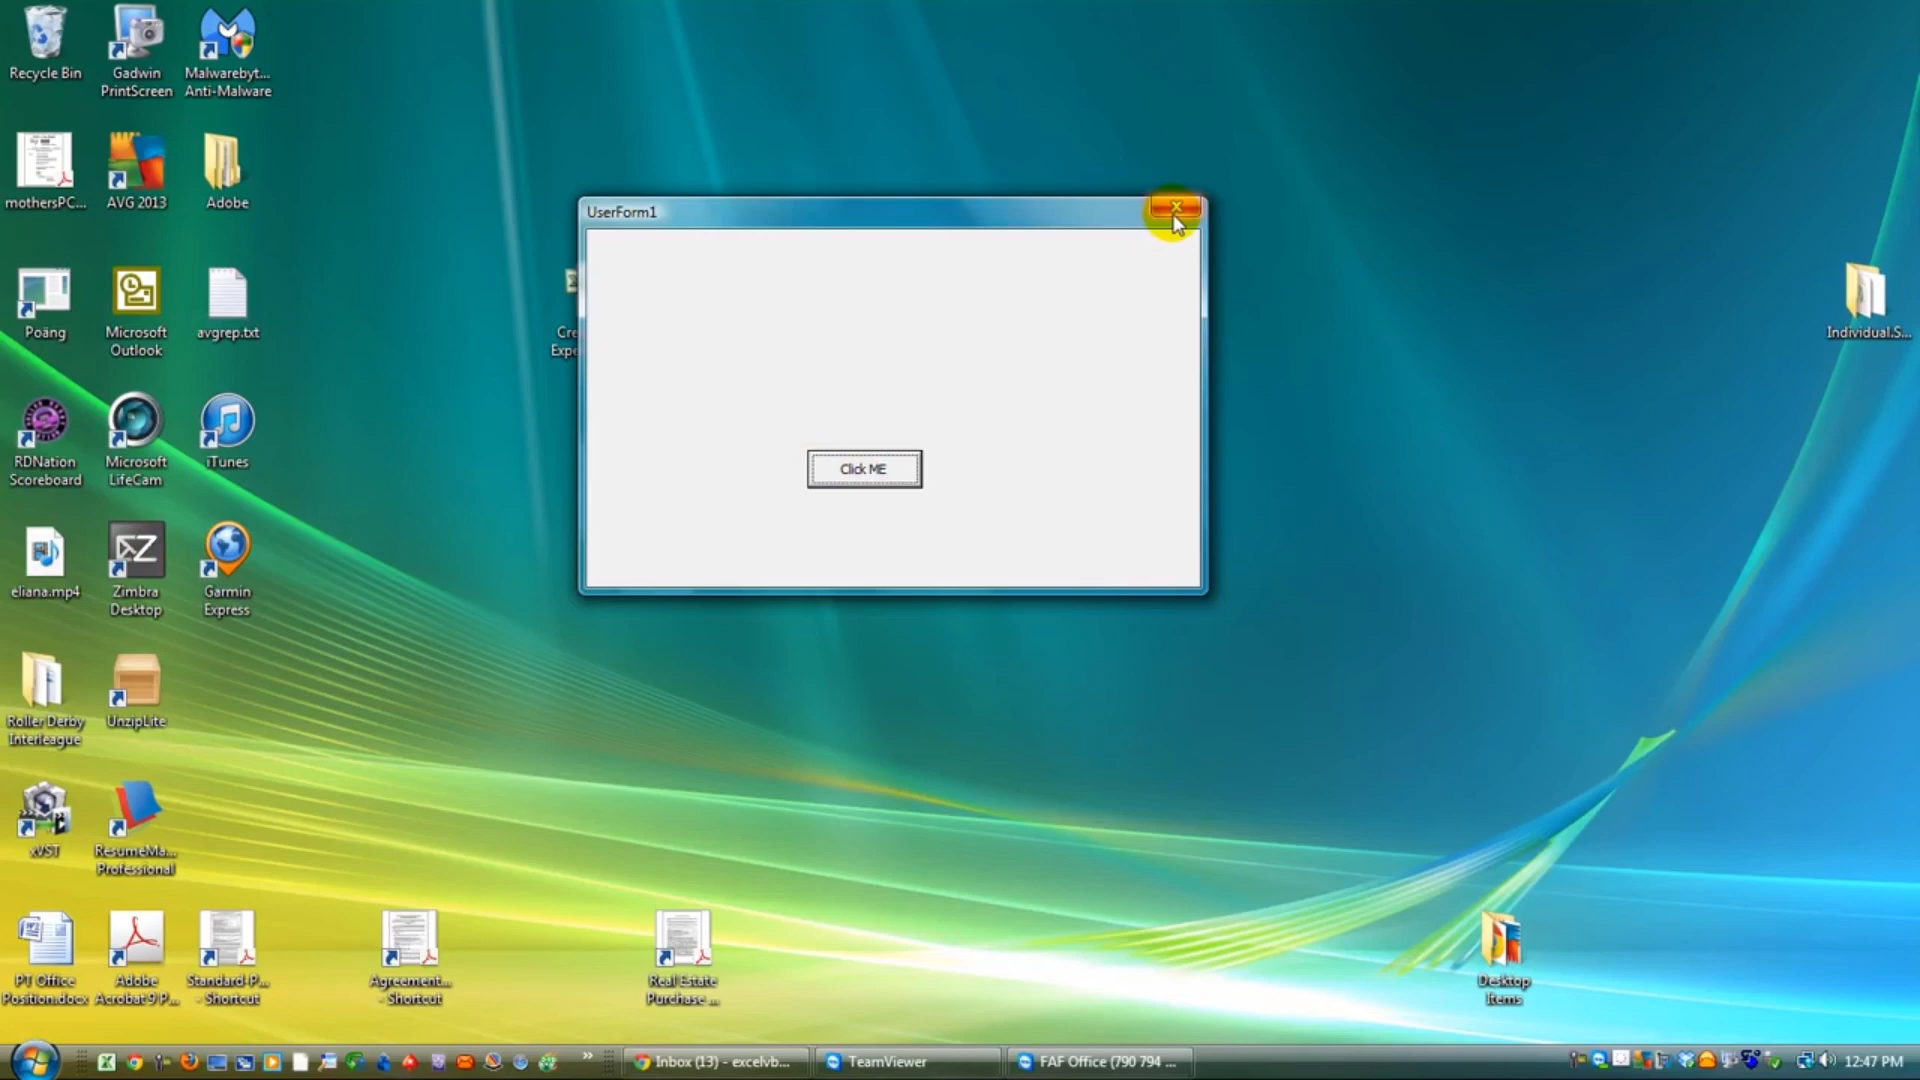 Recycle Bin
Gadwin
PrintScreen
Malwarebyt...
Anti-Malware
mothersPC...
AVG 2013
Adobe
Poäng
Microsoft
Outlook
avgrep.txt
RDNation
Scoreboard
Microsoft
LifeCam
iTunes
eliana.mp4
Zimbra
Desktop
Garmin
Express
Roller Derby
Interleague
UnzipLite
xVST
ResumeMa...
Professional
PT Office
Position.docx
Adobe
Acrobat 9 P...
Standard-P...
- Shortcut
Agreement...
- Shortcut
Real Estate
Purchase ...
Desktop
Items
Individual.S...
Cre
Expe
UserForm1
Click ME
Inbox (13) - excelvb...
TeamViewer
FAF Office (790 794 ...
12:47 PM